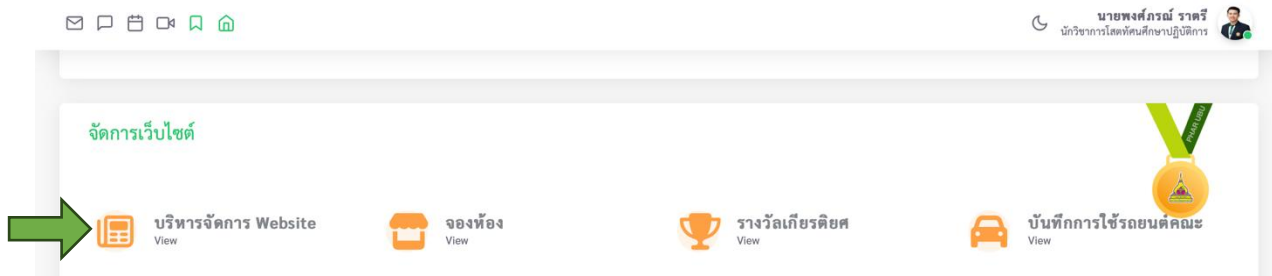 นายพงศ์ภรณ์ ราตรี
นักวิชาการโสตทัศนศึกษาปฏิบัติการ
จัดการเว็บไซต์
PHAR UBU
บริหารจัดการ Website
View
จองห้อง
View
รางวัลเกียรติยศ
View
บันทึกการใช้รถยนต์คณะ
View